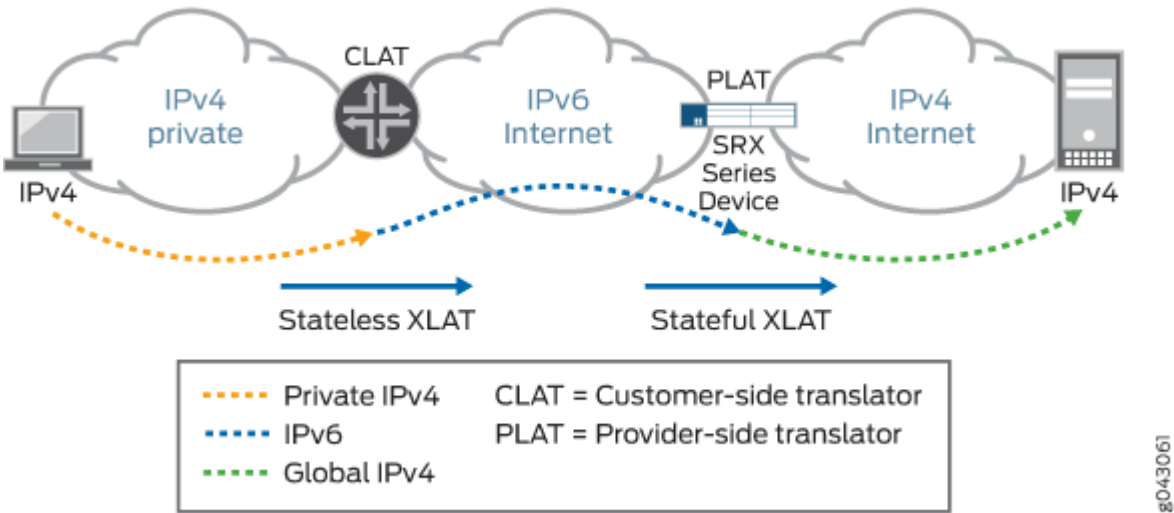 CLAT
PLAT
IPv4
private
IPv6
Internet
IPv4
Internet
SRX
Series
Device
IPv4
IPv4
Stateless XLAT
Stateful XLAT
Private IPv4
CLAT = Customer-side translator
IPv6
PLAT = Provider-side translator
Global IPv4
g043061